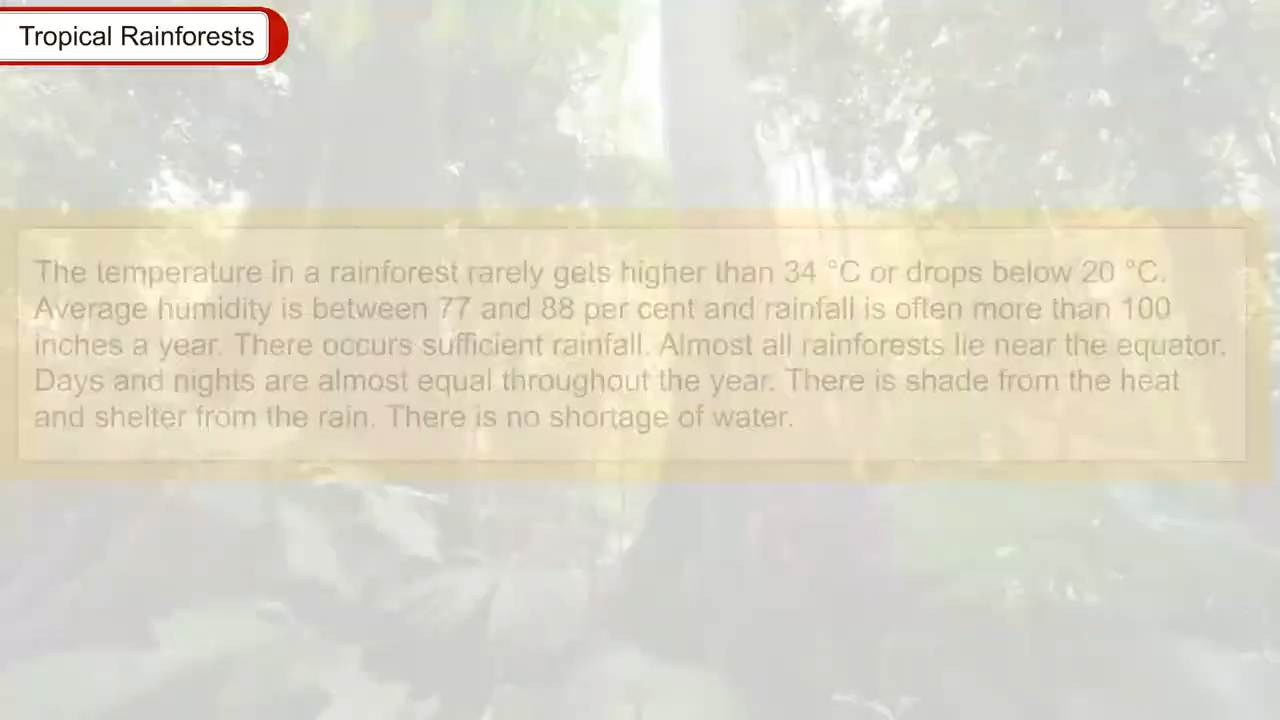 Tropical Rainforests
The temperature in a rainforest rarely gets higher than 34 °C or drops below 20 °C.
Average humidity is between 77 and 88 per cent and rainfall is often more than 100
inches a year. There occurs sufficient rainfall. Almost all rainforests lie near the equator.
Days and nights are almost equal throughout the year. There is shade from the heat
and shelter from the rain. There is no shortage of water.